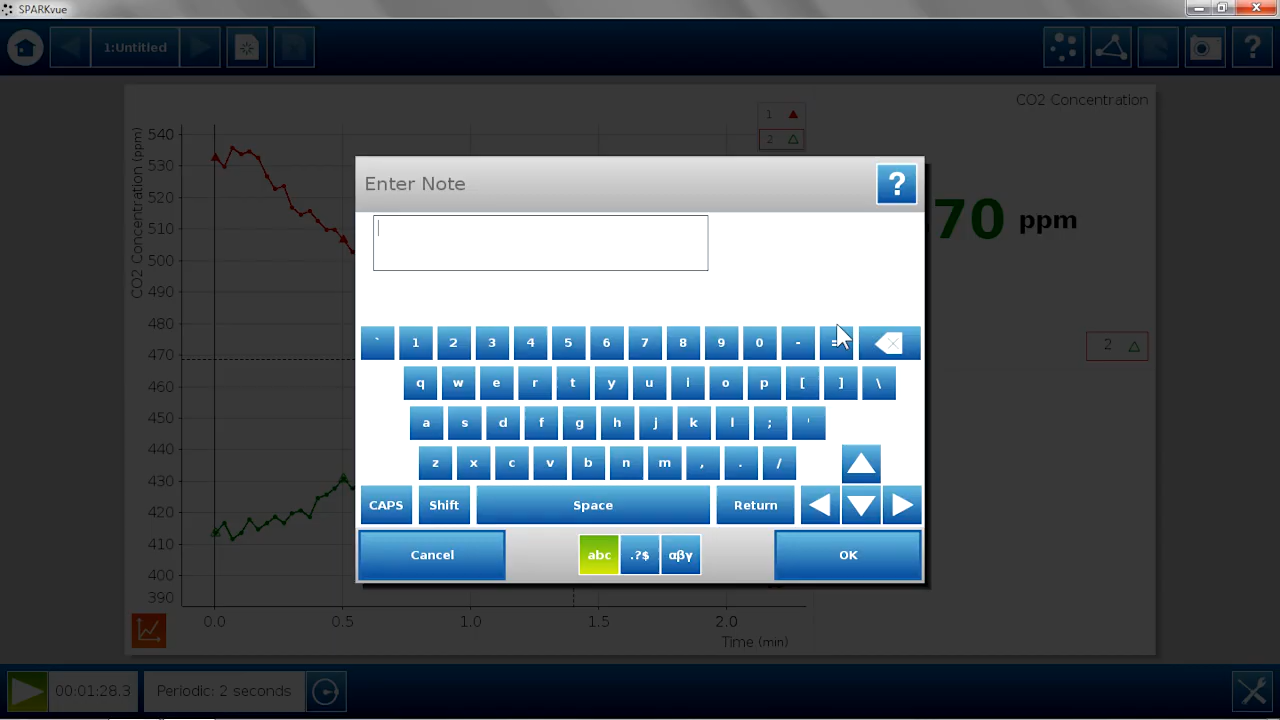 SPARKvue
1:Untitled
?
CO2 Concentration
CO2 Concentration (ppm)
540
530
520
510
500
490
480
470
460
450
440
430
420
410
400
390
0.0 0.5 1.0 1.5 2.0
Time (min)
1
2
70 ppm
2
Enter Note
?
` 1 2 3 4 5 6 7 8 9 0 - =
q w e r t y u i o p [ ] \
a s d f g h j k l ; '
z x c v b n m , . /
CAPS Shift Space Return
Cancel abc .?$ αβγ OK
00:01:28.3 Periodic: 2 seconds